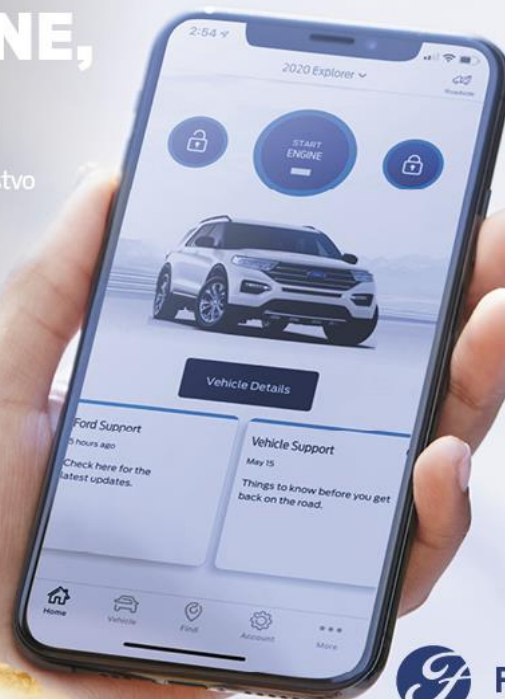 NE,
tvo
2:54
2020 Explorer
Roadside
START
ENGINE
Vehicle Details
Ford Support
5 hours ago
Check here for the
latest updates.
Vehicle Support
May 15
Things to know before you get
back on the road.
Home
Vehicle
Find
Account
More
F